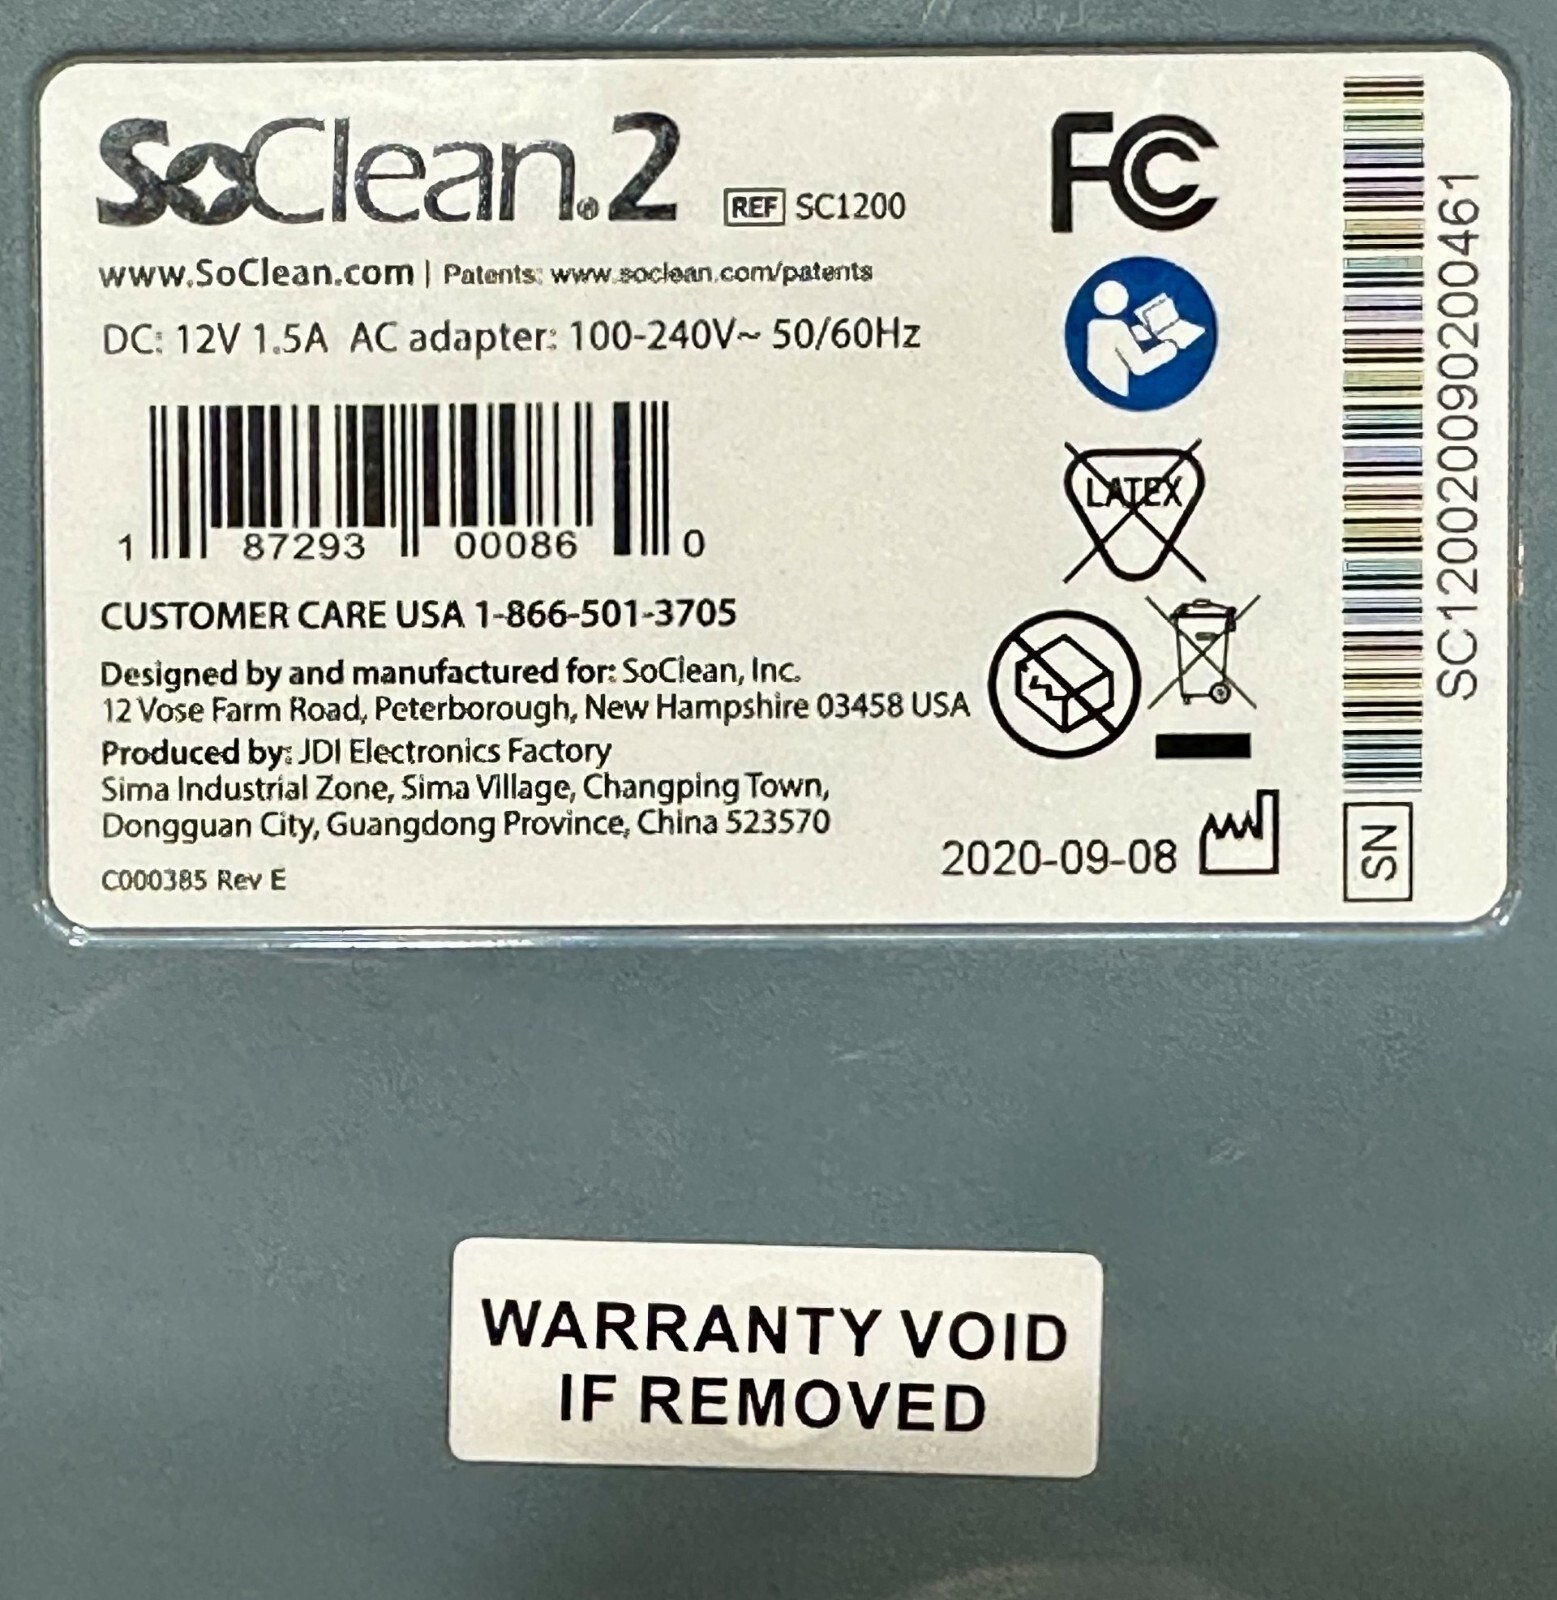 SoClean®2 REF SC1200
www.SoClean.com | Patents: www.soclean.com/patents
DC: 12V 1.5A AC adapter: 100-240V~ 50/60Hz
1 87293 00086 0
CUSTOMER CARE USA 1-866-501-3705
Designed by and manufactured for: SoClean, Inc.
12 Vose Farm Road, Peterborough, New Hampshire 03458 USA
Produced by: JDI Electronics Factory
Sima Industrial Zone, Sima Village, Changping Town,
Dongguan City, Guangdong Province, China 523570
C000385 Rev E
FC
LATEX
2020-09-08
SC120020090200461
SN
WARRANTY VOID
IF REMOVED